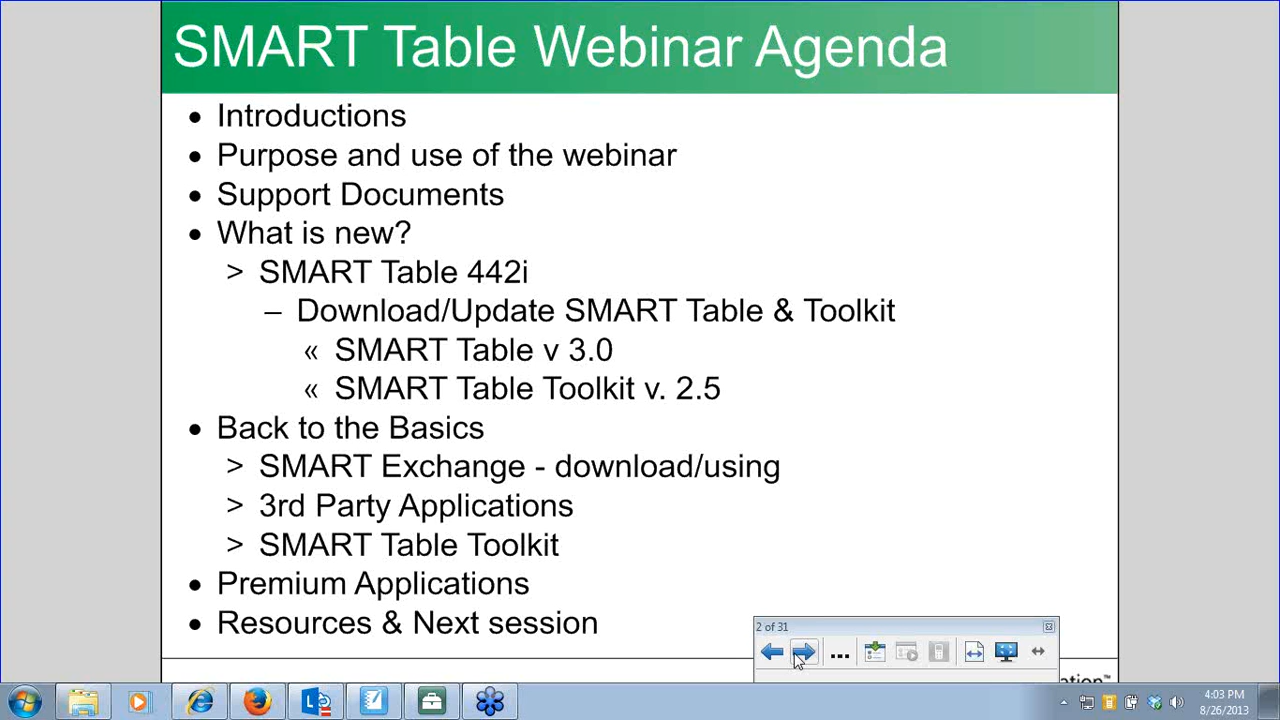 SMART Table Webinar Agenda
• Introductions
• Purpose and use of the webinar
• Support Documents
• What is new?
> SMART Table 442i
– Download/Update SMART Table & Toolkit
« SMART Table v 3.0
« SMART Table Toolkit v. 2.5
• Back to the Basics
> SMART Exchange - download/using
> 3rd Party Applications
> SMART Table Toolkit
• Premium Applications
• Resources & Next session
2 of 31
4:03 PM
8/26/2013